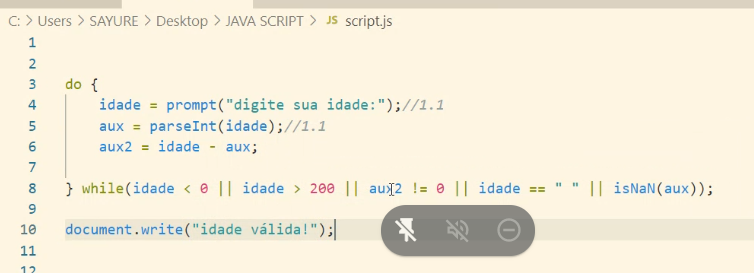 C: > Users > SAYURE > Desktop > JAVA SCRIPT > JS script.js
1
2
3 do {
4 idade = prompt("digite sua idade:");//1.1
5 aux = parseInt(idade);//1.1
6 aux2 = idade - aux;
7
8 } while(idade < 0 || idade > 200 || aux2 != 0 || idade == " " || isNaN(aux));
9
10 document.write("idade válida!");
11
12